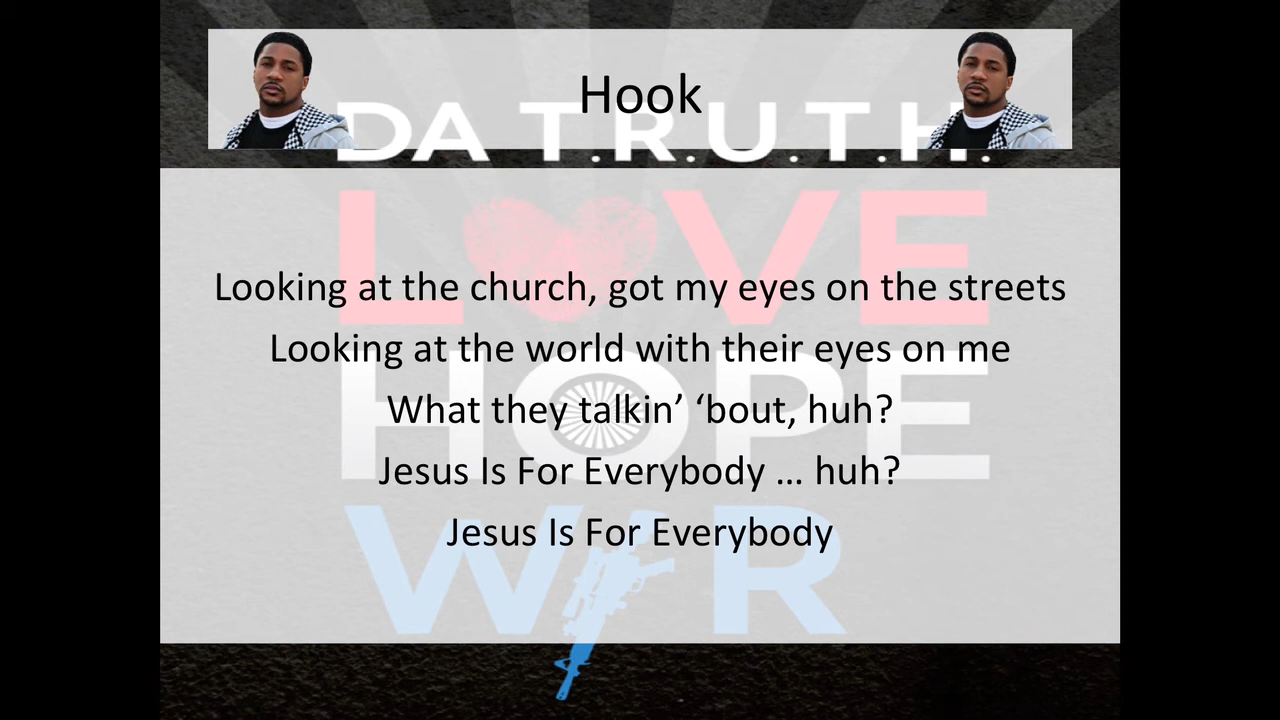 Hook
DA T.R.U.T.H.
LOVE
Looking at the church, got my eyes on the streets
Looking at the world with their eyes on me
HOPE
What they talkin’ ‘bout, huh?
Jesus Is For Everybody … huh?
Jesus Is For Everybody
WAR